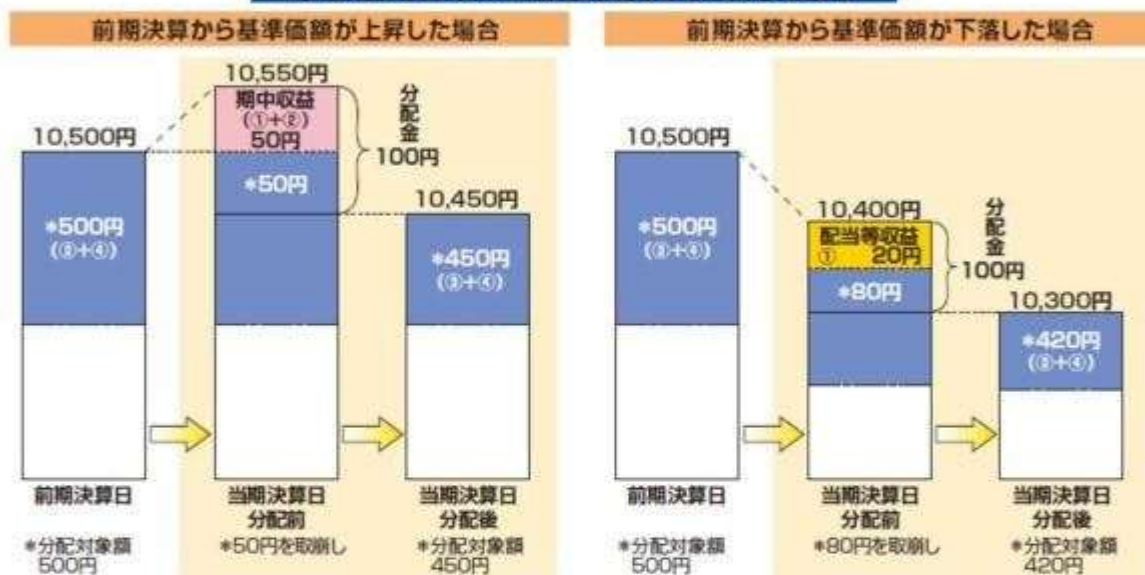 前期決算から基準価額が上昇した場合
10,550円
期中収益
(①+②)
50円
分配金
100円
10,500円
*50円
10,450円
*500円
(③+④)
*450円
(③+④)
前期決算日
当期決算日
分配前
当期決算日
分配後
*分配対象額
500円
*50円を取崩し
*分配対象額
450円
前期決算から基準価額が下落した場合
10,500円
*500円
(③+④)
10,400円
配当等収益
① 20円
分配金
100円
*80円
10,300円
*420円
(③+④)
前期決算日
当期決算日
分配前
当期決算日
分配後
*分配対象額
500円
*80円を取崩し
*分配対象額
420円